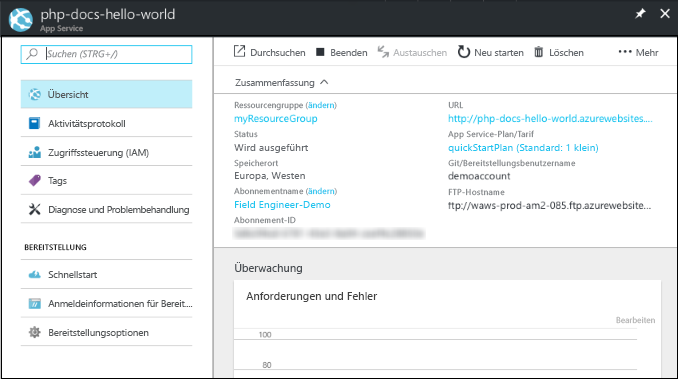 php-docs-hello-world
App Service
Suchen (STRG+/)
Übersicht
Aktivitätsprotokoll
Zugriffssteuerung (IAM)
Tags
Diagnose und Problembehandlung
BEREITSTELLUNG
Schnellstart
Anmeldeinformationen für Bereit....
Bereitstellungsoptionen
Durchsuchen Beenden Austauschen Neu starten Löschen ••• Mehr
Zusammenfassung
Ressourcengruppe (ändern)
myResourceGroup
Status
Wird ausgeführt
Speicherort
Europa, Westen
Abonnementname (ändern)
Field Engineer-Demo
Abonnement-ID
URL
http://php-docs-hello-world.azurewebsites....
App Service-Plan/Tarif
quickStartPlan (Standard: 1 klein)
Git/Bereitstellungsbenutzername
demoaccount
FTP-Hostname
ftp://waws-prod-am2-085.ftp.azurewebsite...
Überwachung
Anforderungen und Fehler
Bearbeiten
100
80